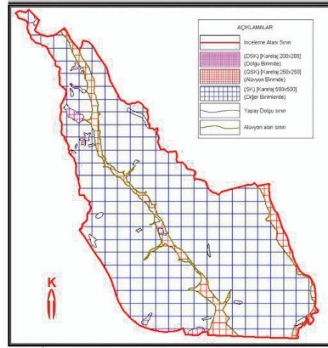 AÇIKLAMALAR
İnceleme Alanı Sınırı
(DSK) [Karelaj 200x200]
(Dolgu Biriminde)
(QSK) [Karelaj 250x250]
(Alüvyon Biriminde)
(SK) [Karelaj 500x500]
(Diğer Birimlerde)
Yapay Dolgu sınırı
Alüvyon alan sınırı
K